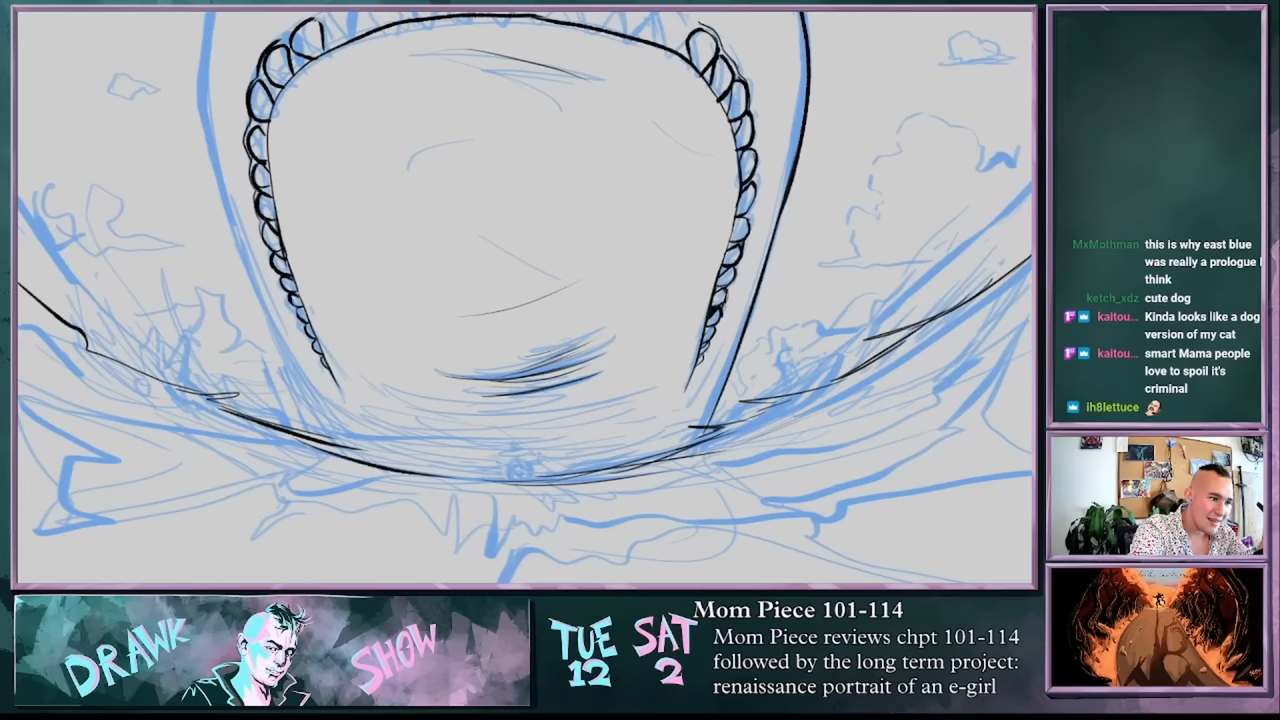 MxMothman this is why east blue
was really a prologue I
think
ketch_xdz cute dog
kaitou... Kinda looks like a dog
version of my cat
kaitou... smart Mama people
love to spoil it's
criminal
ih8lettuce
DRAWK SHOW
TUE SAT
12 2
Mom Piece 101-114
Mom Piece reviews chpt 101-114
followed by the long term project:
renaissance portrait of an e-girl